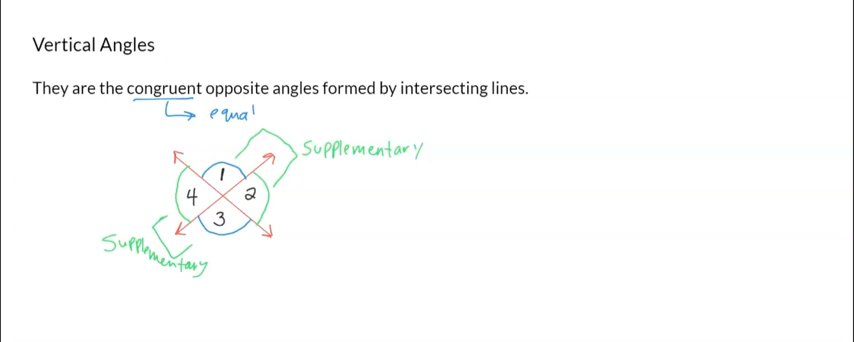 Vertical Angles
They are the congruent opposite angles formed by intersecting lines.
equal
Supplementary
1
4
2
3
Supplementary